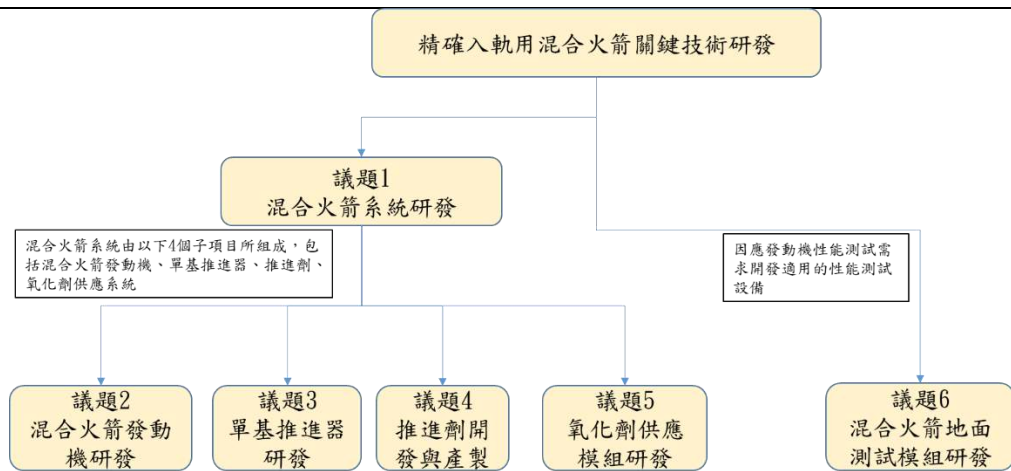 精確入軌用混合火箭關鍵技術研發
議題1
混合火箭系統研發
混合火箭系統由以下4個子項目所組成，包
括混合火箭發動機、單基推進器、推進劑、
氧化劑供應系統
因應發動機性能測試需
求開發適用的性能測試
設備
議題2
混合火箭發動
機研發
議題3
單基推進器
研發
議題4
推進劑開
發與產製
議題5
氧化劑供應
模組研發
議題6
混合火箭地面
測試模組研發